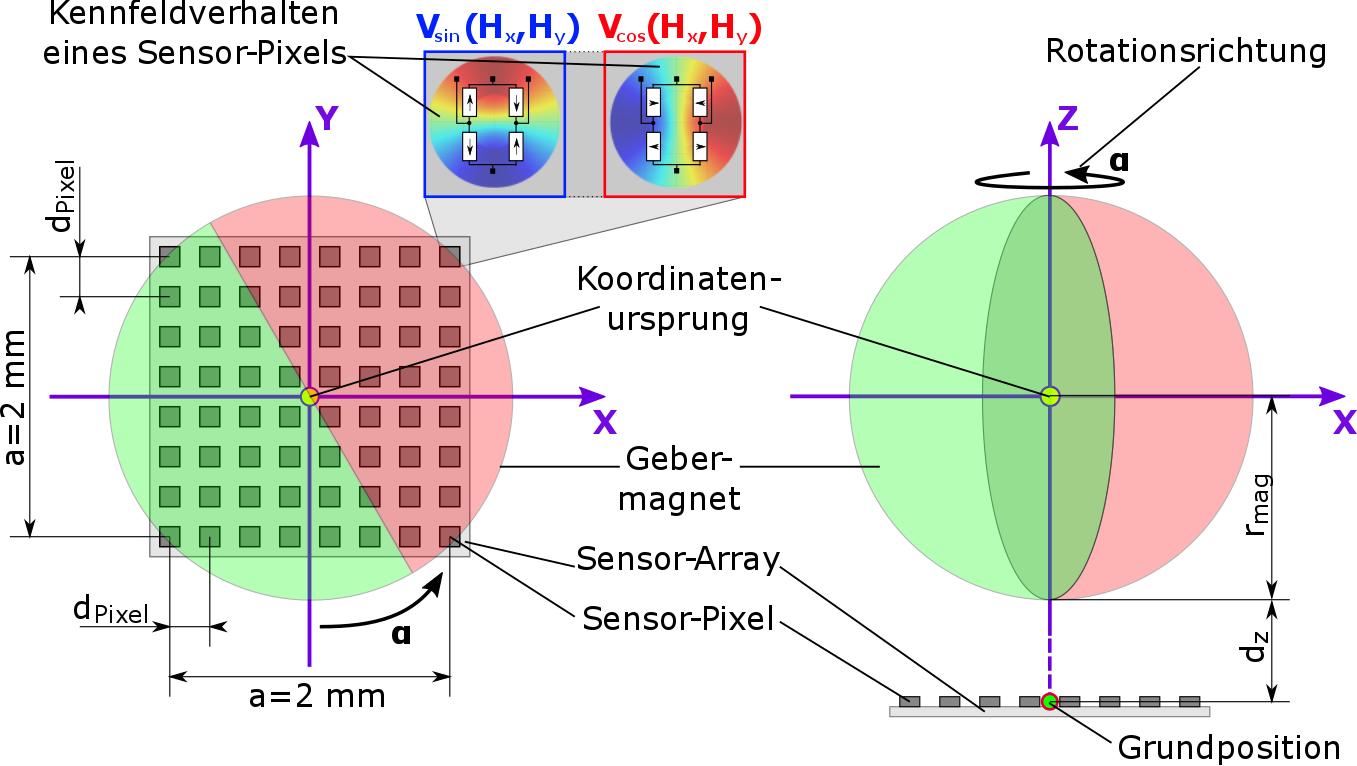 Kennfeldverhalten
eines Sensor-Pixels
Vsin(Hx,Hy)
Vcos(Hx,Hy)
Rotationsrichtung
Y
Z
α
dPixel
Koordinaten-
ursprung
a=2 mm
X
X
Geber-
magnet
rmag
Sensor-Array
Sensor-Pixel
dPixel
α
dz
a=2 mm
Grundposition